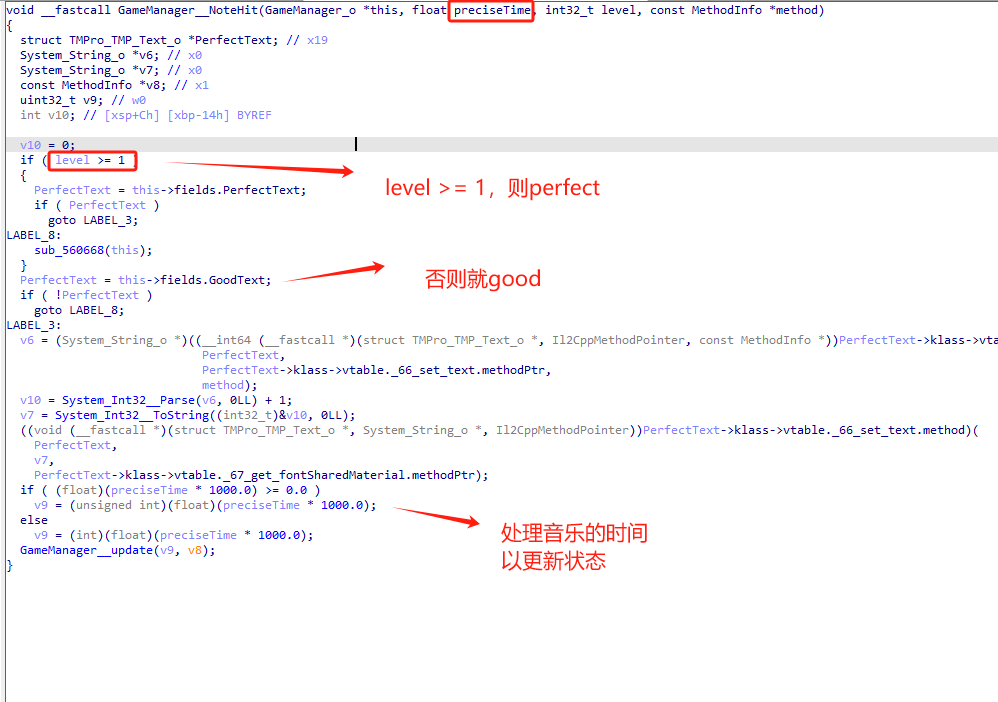 void __fastcall GameManager__NoteHit(GameManager_o *this, float preciseTime, int32_t level, const MethodInfo *method)
{
  struct TMPro_TMP_Text_o *PerfectText; // x19
  System_String_o *v6; // x0
  System_String_o *v7; // x0
  const MethodInfo *v8; // x1
  uint32_t v9; // w0
  int v10; // [xsp+Ch] [xbp-14h] BYREF
  v10 = 0;
  if ( level >= 1 )
  {
    PerfectText = this->fields.PerfectText;
    if ( PerfectText )
      goto LABEL_3;
LABEL_8:
    sub_560668(this);
  }
  PerfectText = this->fields.GoodText;
  if ( !PerfectText )
    goto LABEL_8;
LABEL_3:
  v6 = (System_String_o *)((__int64 (__fastcall *)(struct TMPro_TMP_Text_o *, Il2CppMethodPointer, const MethodInfo *))PerfectText->klass->vta
                            PerfectText,
                            PerfectText->klass->vtable._66_set_text.methodPtr,
                            method);
  v10 = System_Int32__Parse(v6, 0LL) + 1;
  v7 = System_Int32__ToString((int32_t)&v10, 0LL);
  ((void (__fastcall *)(struct TMPro_TMP_Text_o *, System_String_o *, Il2CppMethodPointer))PerfectText->klass->vtable._66_set_text.method)(
    PerfectText,
    v7,
    PerfectText->klass->vtable._67_get_fontSharedMaterial.methodPtr);
  if ( (float)(preciseTime * 1000.0) >= 0.0 )
    v9 = (unsigned int)(float)(preciseTime * 1000.0);
  else
    v9 = (int)(float)(preciseTime * 1000.0);
  GameManager__update(v9, v8);
}
level >= 1，则perfect
否则就good
处理音乐的时间
以更新状态